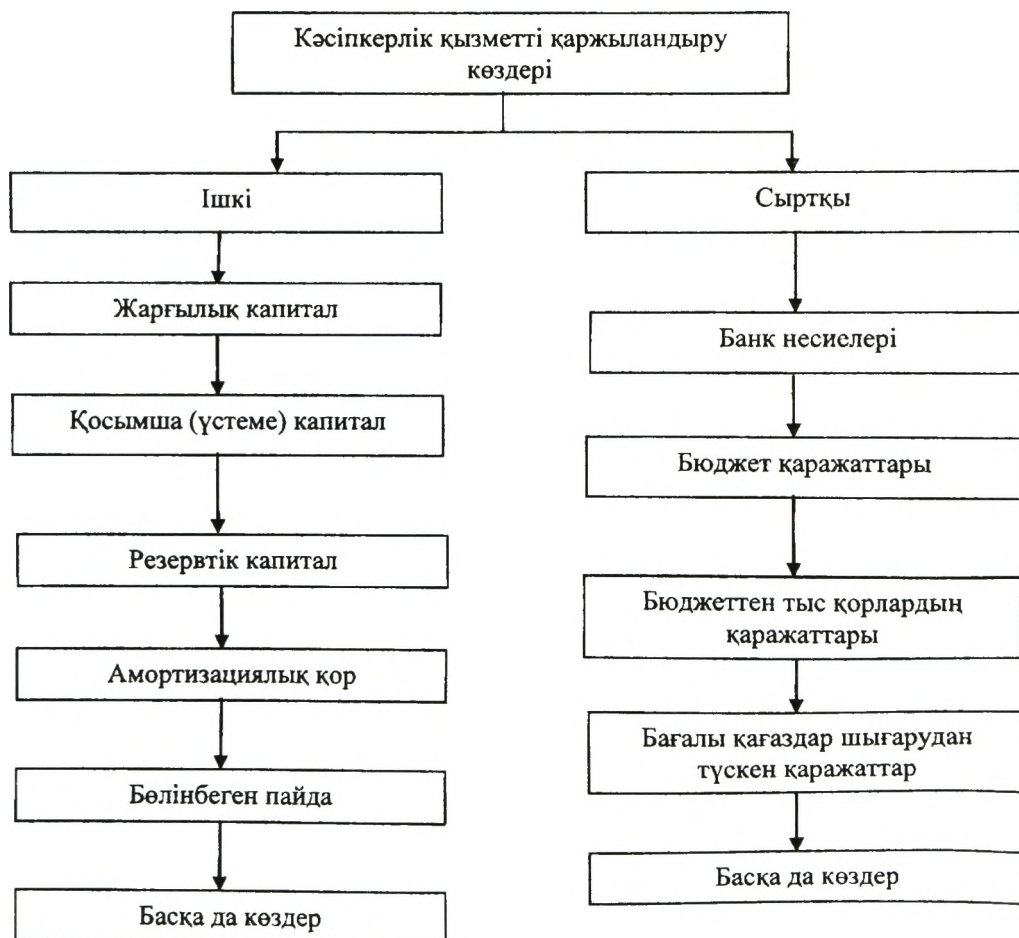 Кәсіпкерлік қызметті қаржыландыру
көздері
Ішкі
Жарғылық капитал
Қосымша (үстеме) капитал
Резервтік капитал
Амортизациялық қор
Бөлінбеген пайда
Басқа да көздер
Сыртқы
Банк несиелері
Бюджет қаражаттары
Бюджеттен тыс қорлардың
қаражаттары
Бағалы қағаздар шығарудан
түскен қаражаттар
Басқа да көздер